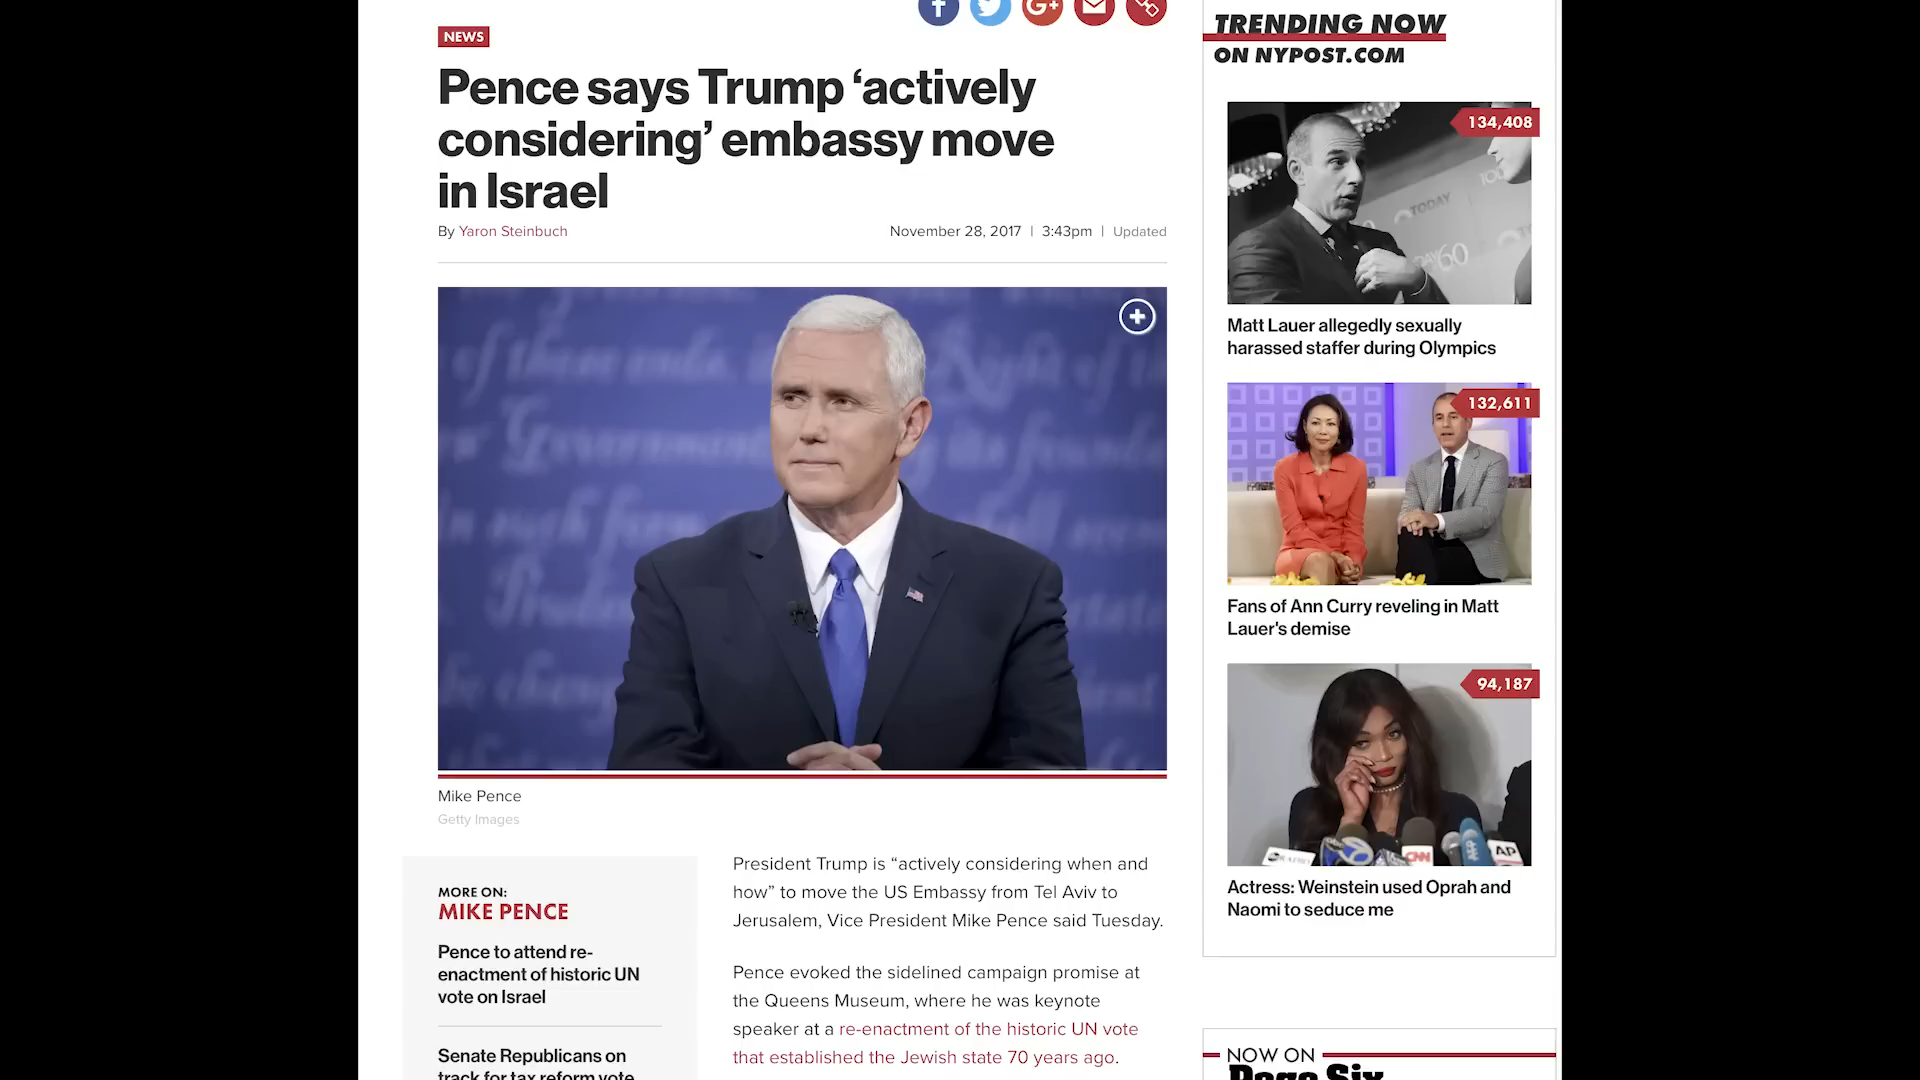 NEWS
Pence says Trump ‘actively
considering’ embassy move
in Israel
By Yaron Steinbuch
November 28, 2017 | 3:43pm | Updated
Mike Pence
Getty Images
MORE ON:
MIKE PENCE
Pence to attend re-
enactment of historic UN
vote on Israel
Senate Republicans on
track for tax reform vote
President Trump is “actively considering when and
how” to move the US Embassy from Tel Aviv to
Jerusalem, Vice President Mike Pence said Tuesday.
Pence evoked the sidelined campaign promise at
the Queens Museum, where he was keynote
speaker at a re-enactment of the historic UN vote
that established the Jewish state 70 years ago.
TRENDING NOW
ON NYPOST.COM
134,408
TODAY
60
Matt Lauer allegedly sexually
harassed staffer during Olympics
132,611
Fans of Ann Curry reveling in Matt
Lauer's demise
94,187
CNN
AP
Actress: Weinstein used Oprah and
Naomi to seduce me
NOW ON
Page Six